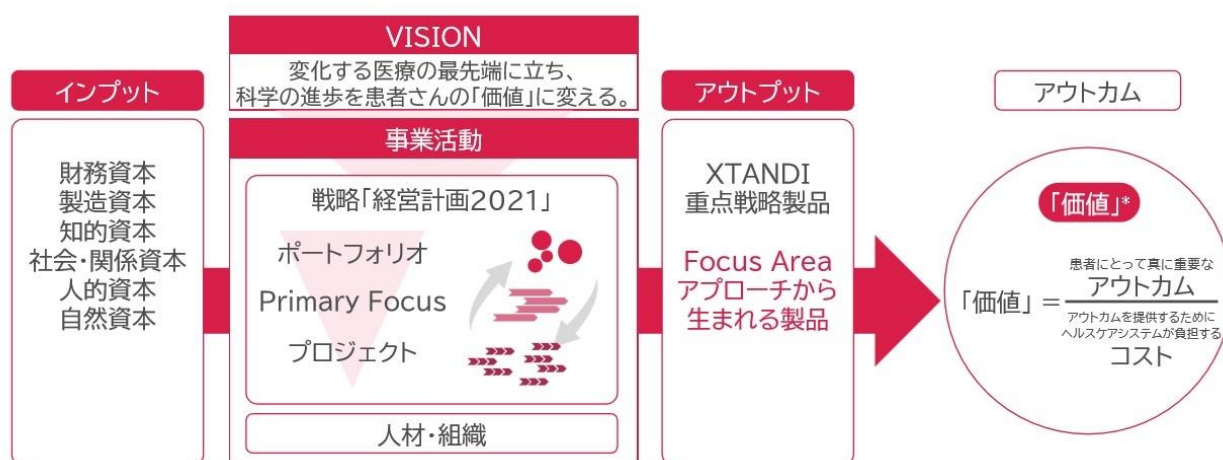 VISION
変化する医療の最先端に立ち、
科学の進歩を患者さんの「価値」に変える。
インプット
財務資本
製造資本
知的資本
社会・関係資本
人的資本
自然資本
事業活動
戦略「経営計画2021」
ポートフォリオ
Primary Focus
プロジェクト
人材・組織
アウトプット
XTANDI
重点戦略製品
Focus Area
アプローチから
生まれる製品
アウトカム
「価値」*
患者にとって真に重要な
アウトカム
「価値」=
アウトカムを提供するために
ヘルスケアシステムが負担する
コスト